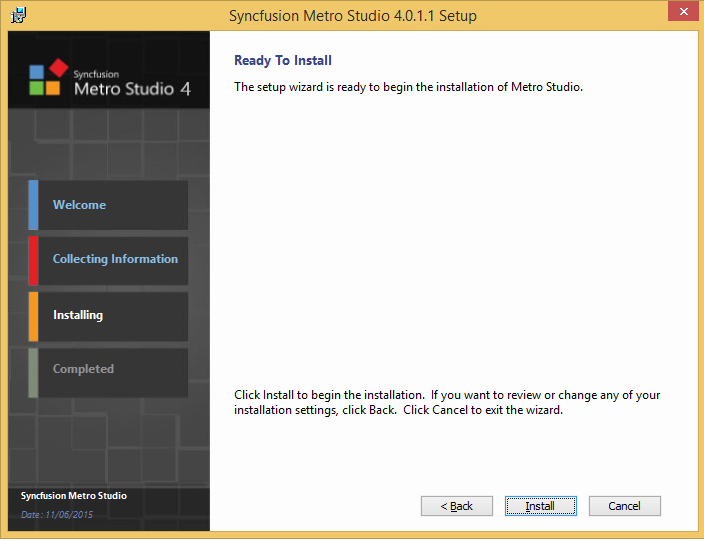 Syncfusion Metro Studio 4.0.1.1 Setup
Syncfusion
Metro Studio 4
Welcome
Collecting Information
Installing
Completed
Syncfusion Metro Studio
Date: 11/06/2015
Ready To Install
The setup wizard is ready to begin the installation of Metro Studio.
Click Install to begin the installation.  If you want to review or change any of your
installation settings, click Back.  Click Cancel to exit the wizard.
< Back
Install
Cancel